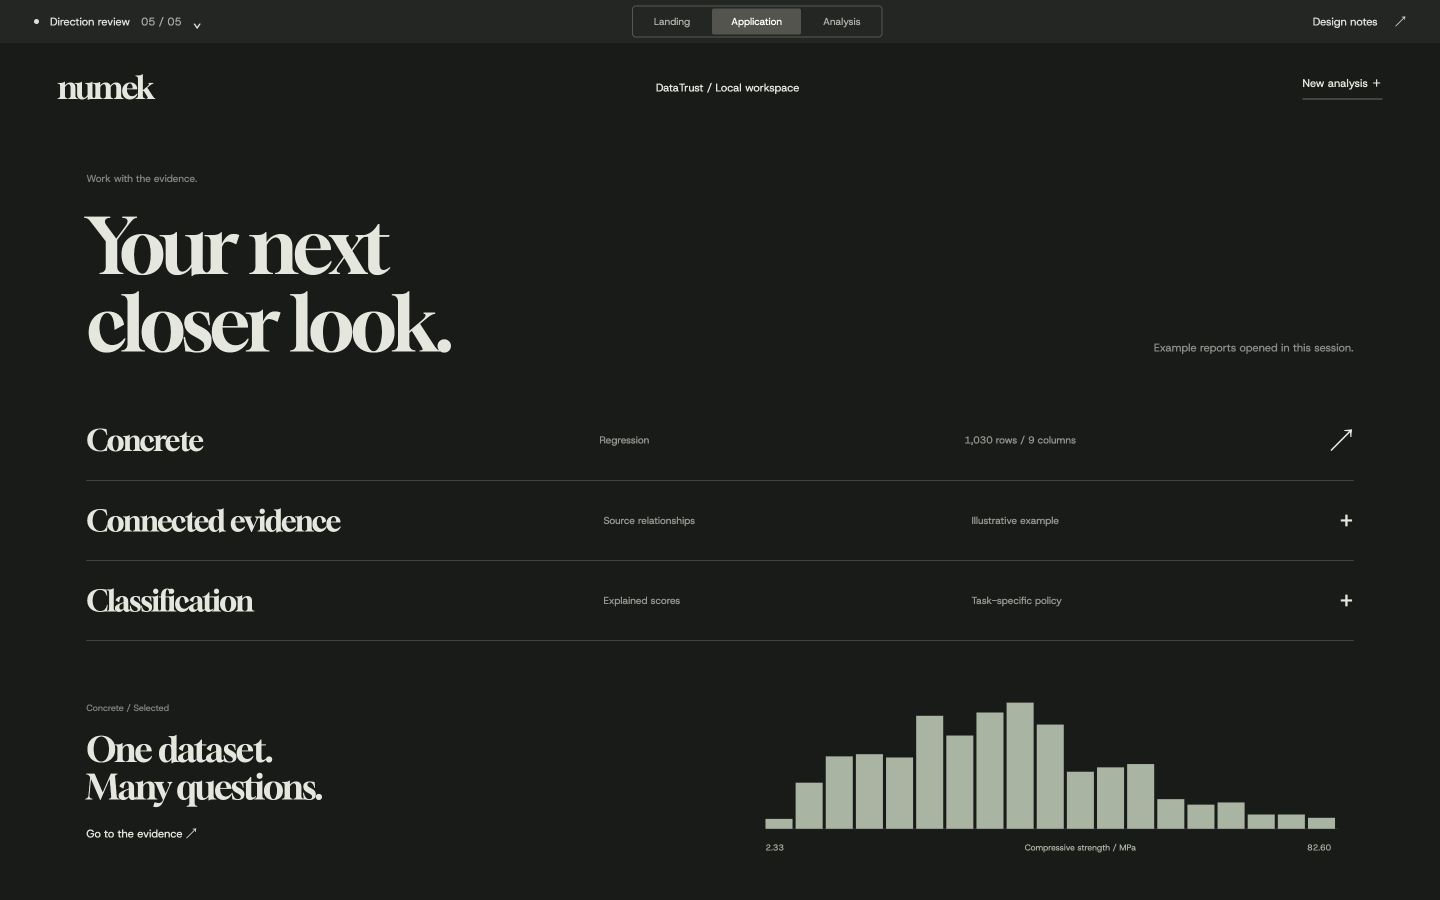 Direction review 05 / 05
Landing Application Analysis
Design notes
numek
DataTrust / Local workspace
New analysis +
Work with the evidence.
Your next
closer look.
Example reports opened in this session.
Concrete Regression 1,030 rows / 9 columns
Connected evidence Source relationships Illustrative example +
Classification Explained scores Task-specific policy +
Concrete / Selected
One dataset.
Many questions.
Go to the evidence
2.33 Compressive strength / MPa 82.60